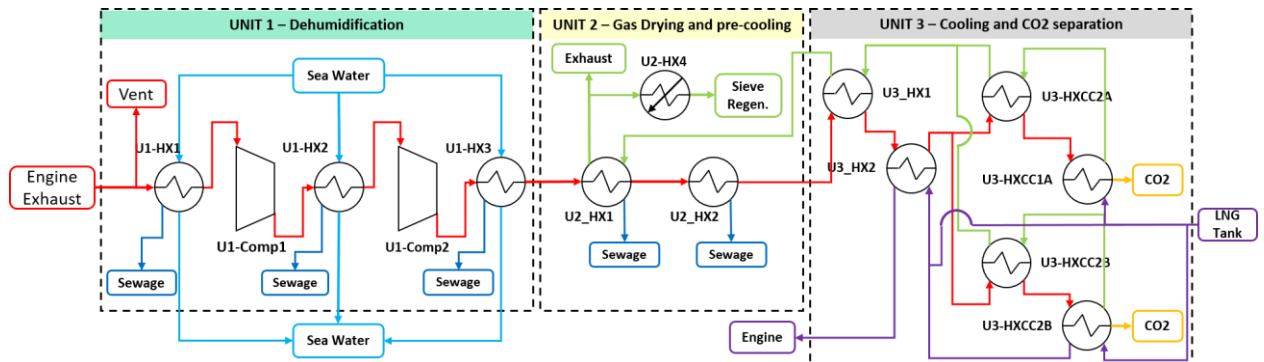 UNIT 1 – Dehumidification
UNIT 2 – Gas Drying and pre-cooling
UNIT 3 – Cooling and CO2 separation
Vent
Sea Water
Exhaust
U2-HX4
Sieve
Regen.
U3_HX1
U3-HXCC2A
U1-HX1
U1-HX2
U1-HX3
U3_HX2
Engine
Exhaust
U3-HXCC1A
CO2
U1-Comp1
U1-Comp2
U2_HX1
U2_HX2
LNG
Tank
Sewage
Sewage
Sewage
Sewage
Sewage
U3-HXCC2B
Sea Water
Engine
U3-HXCC2B
CO2